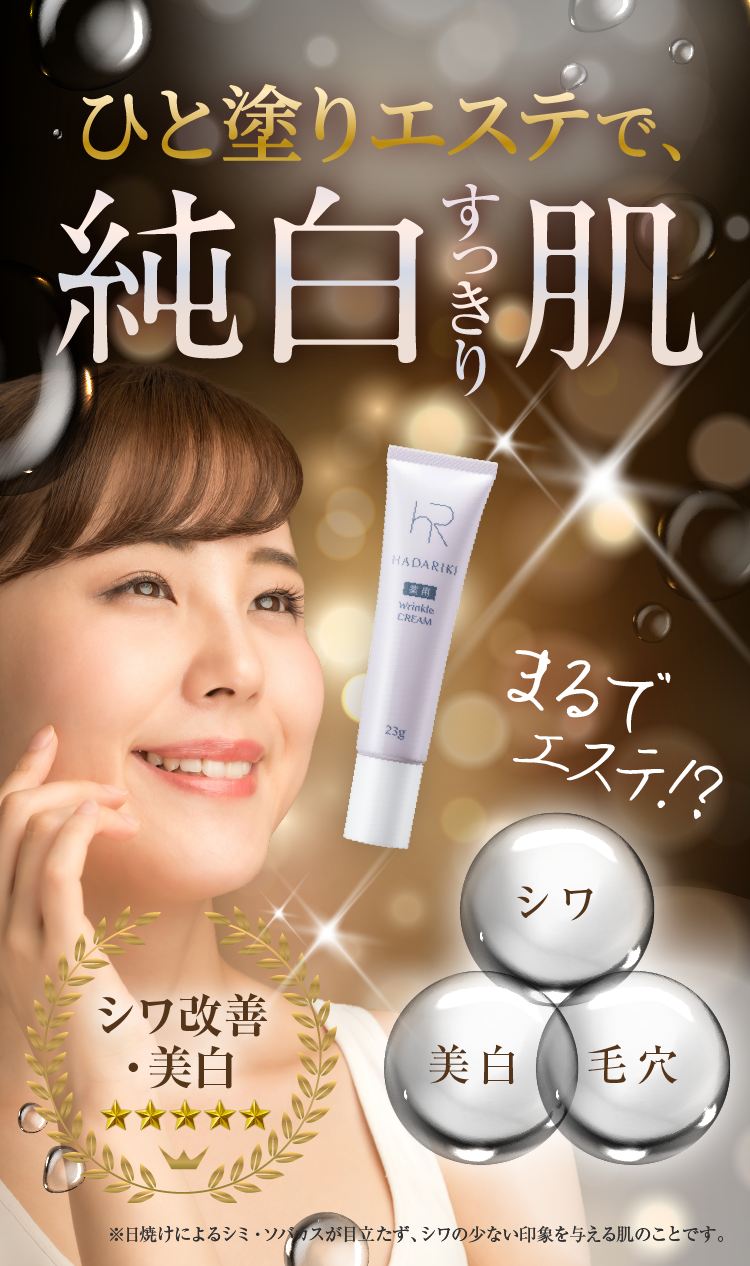 ひと塗りエステで、
純白すっきり肌
HADARIKI
薬用
Wrinkle
CREAM
23g
まるで
エステ!?
シワ
美白
毛穴
シワ改善
・美白
※日焼けによるシミ・ソバカスが目立たず、シワの少ない印象を与える肌のことです。